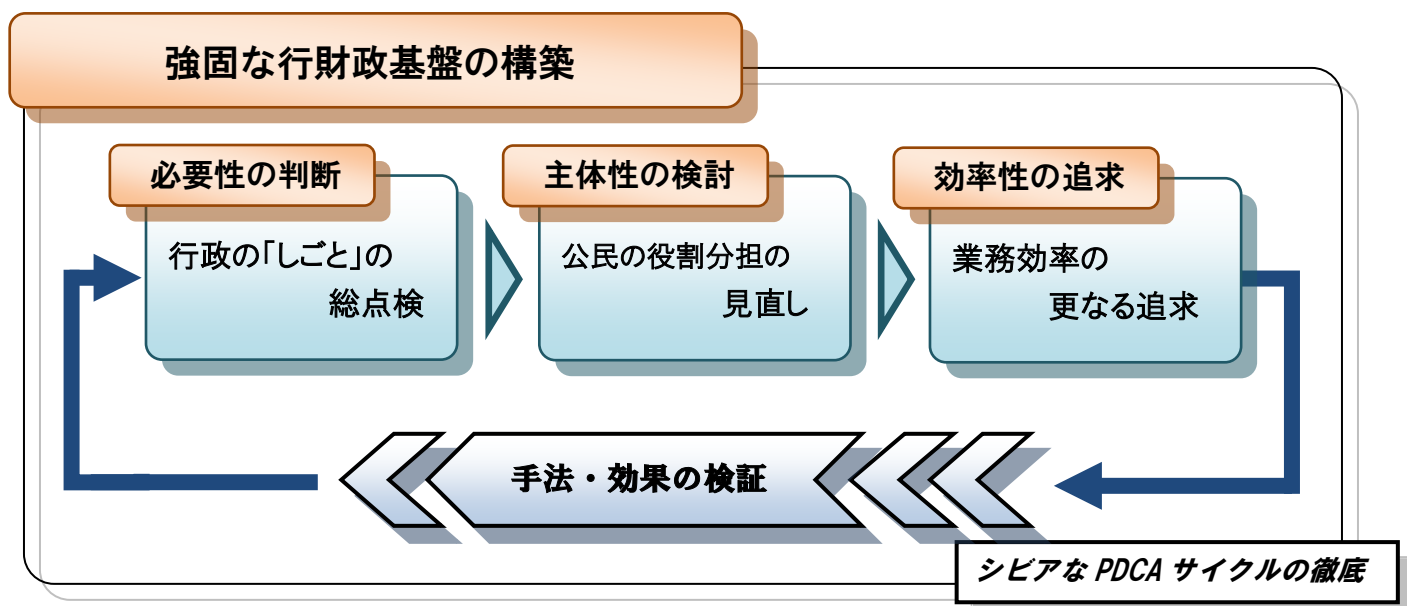 強固な行財政基盤の構築
必要性の判断
行政の「しごと」の
総点検
主体性の検討
公民の役割分担の
見直し
効率性の追求
業務効率の
更なる追求
手法・効果の検証
シビアな PDCA サイクルの徹底